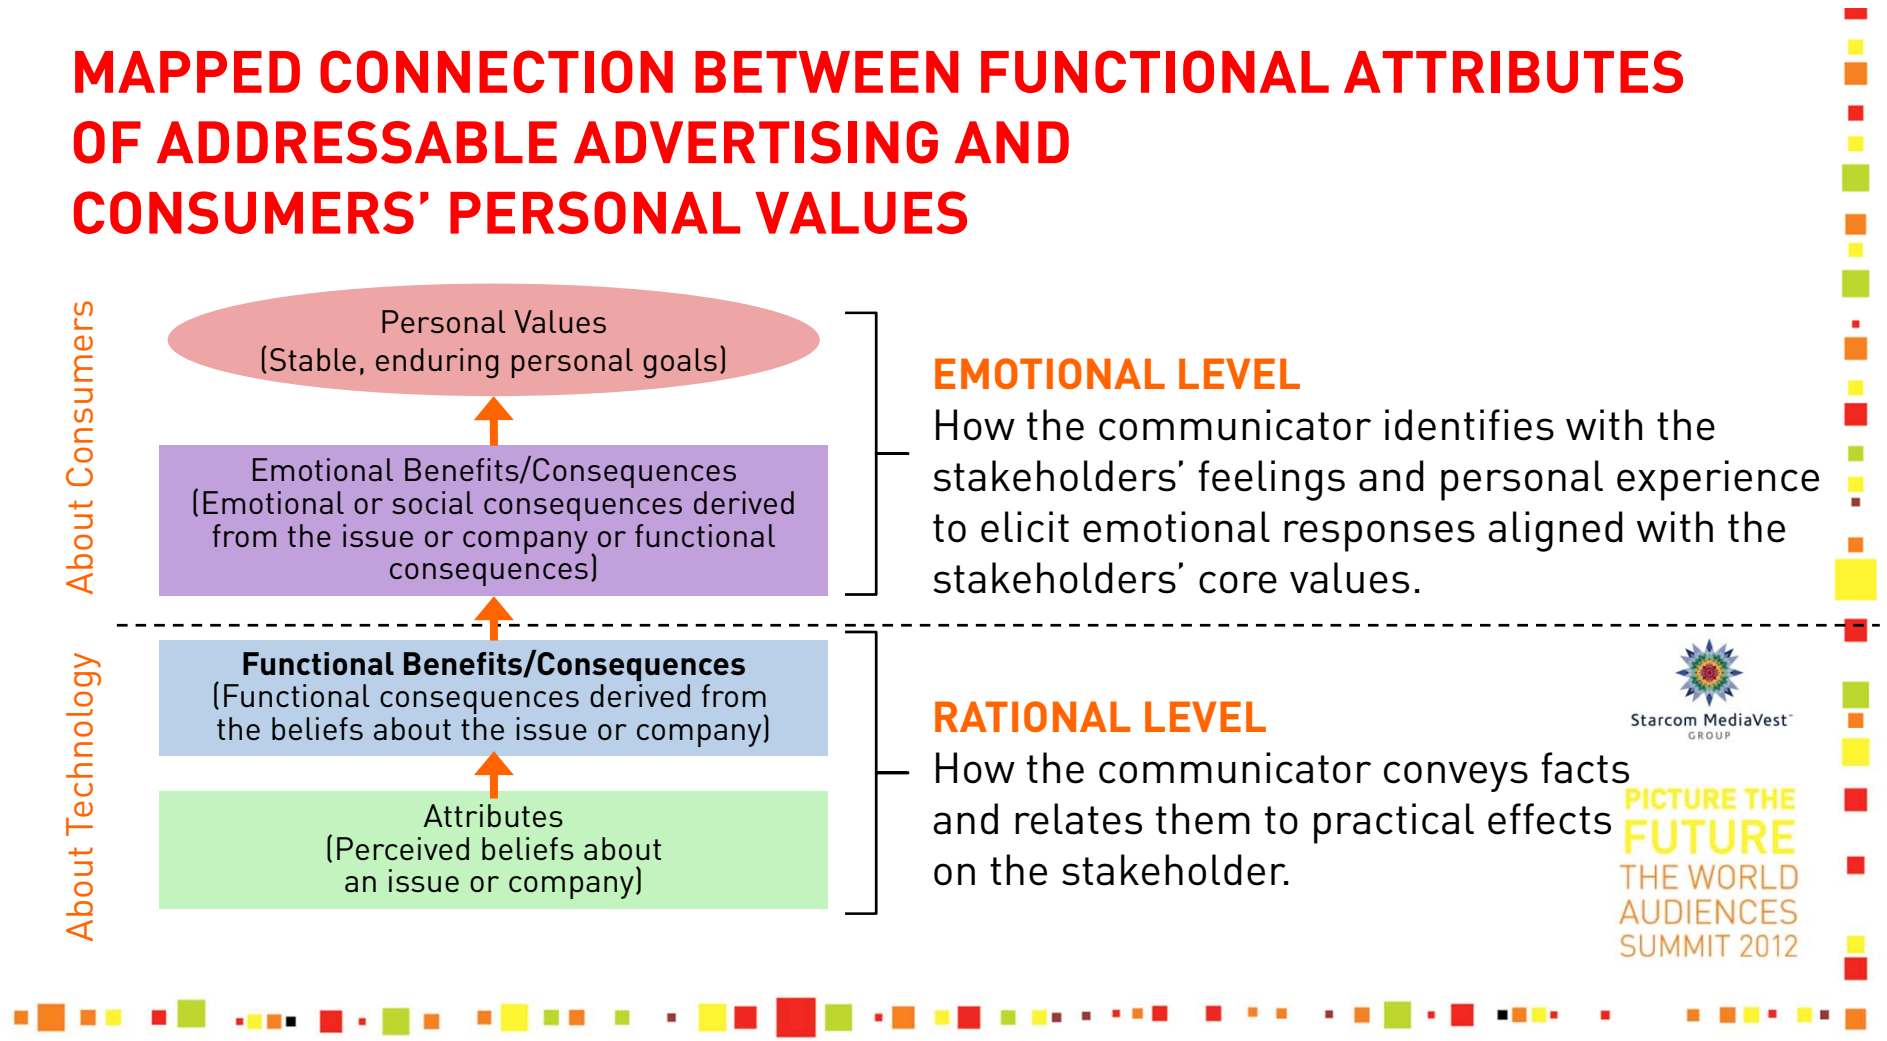 MAPPED CONNECTION BETWEEN FUNCTIONAL ATTRIBUTES
OF ADDRESSABLE ADVERTISING AND
CONSUMERS’ PERSONAL VALUES
About Consumers
Personal Values
(Stable, enduring personal goals)
Emotional Benefits/Consequences
(Emotional or social consequences derived
from the issue or company or functional
consequences)
EMOTIONAL LEVEL
How the communicator identifies with the
stakeholders’ feelings and personal experience
to elicit emotional responses aligned with the
stakeholders’ core values.
About Technology
Functional Benefits/Consequences
(Functional consequences derived from
the beliefs about the issue or company)
Attributes
(Perceived beliefs about
an issue or company)
RATIONAL LEVEL
How the communicator conveys facts
and relates them to practical effects
on the stakeholder.
Starcom MediaVest
GROUP
PICTURE THE
FUTURE
THE WORLD
AUDIENCES
SUMMIT 2012